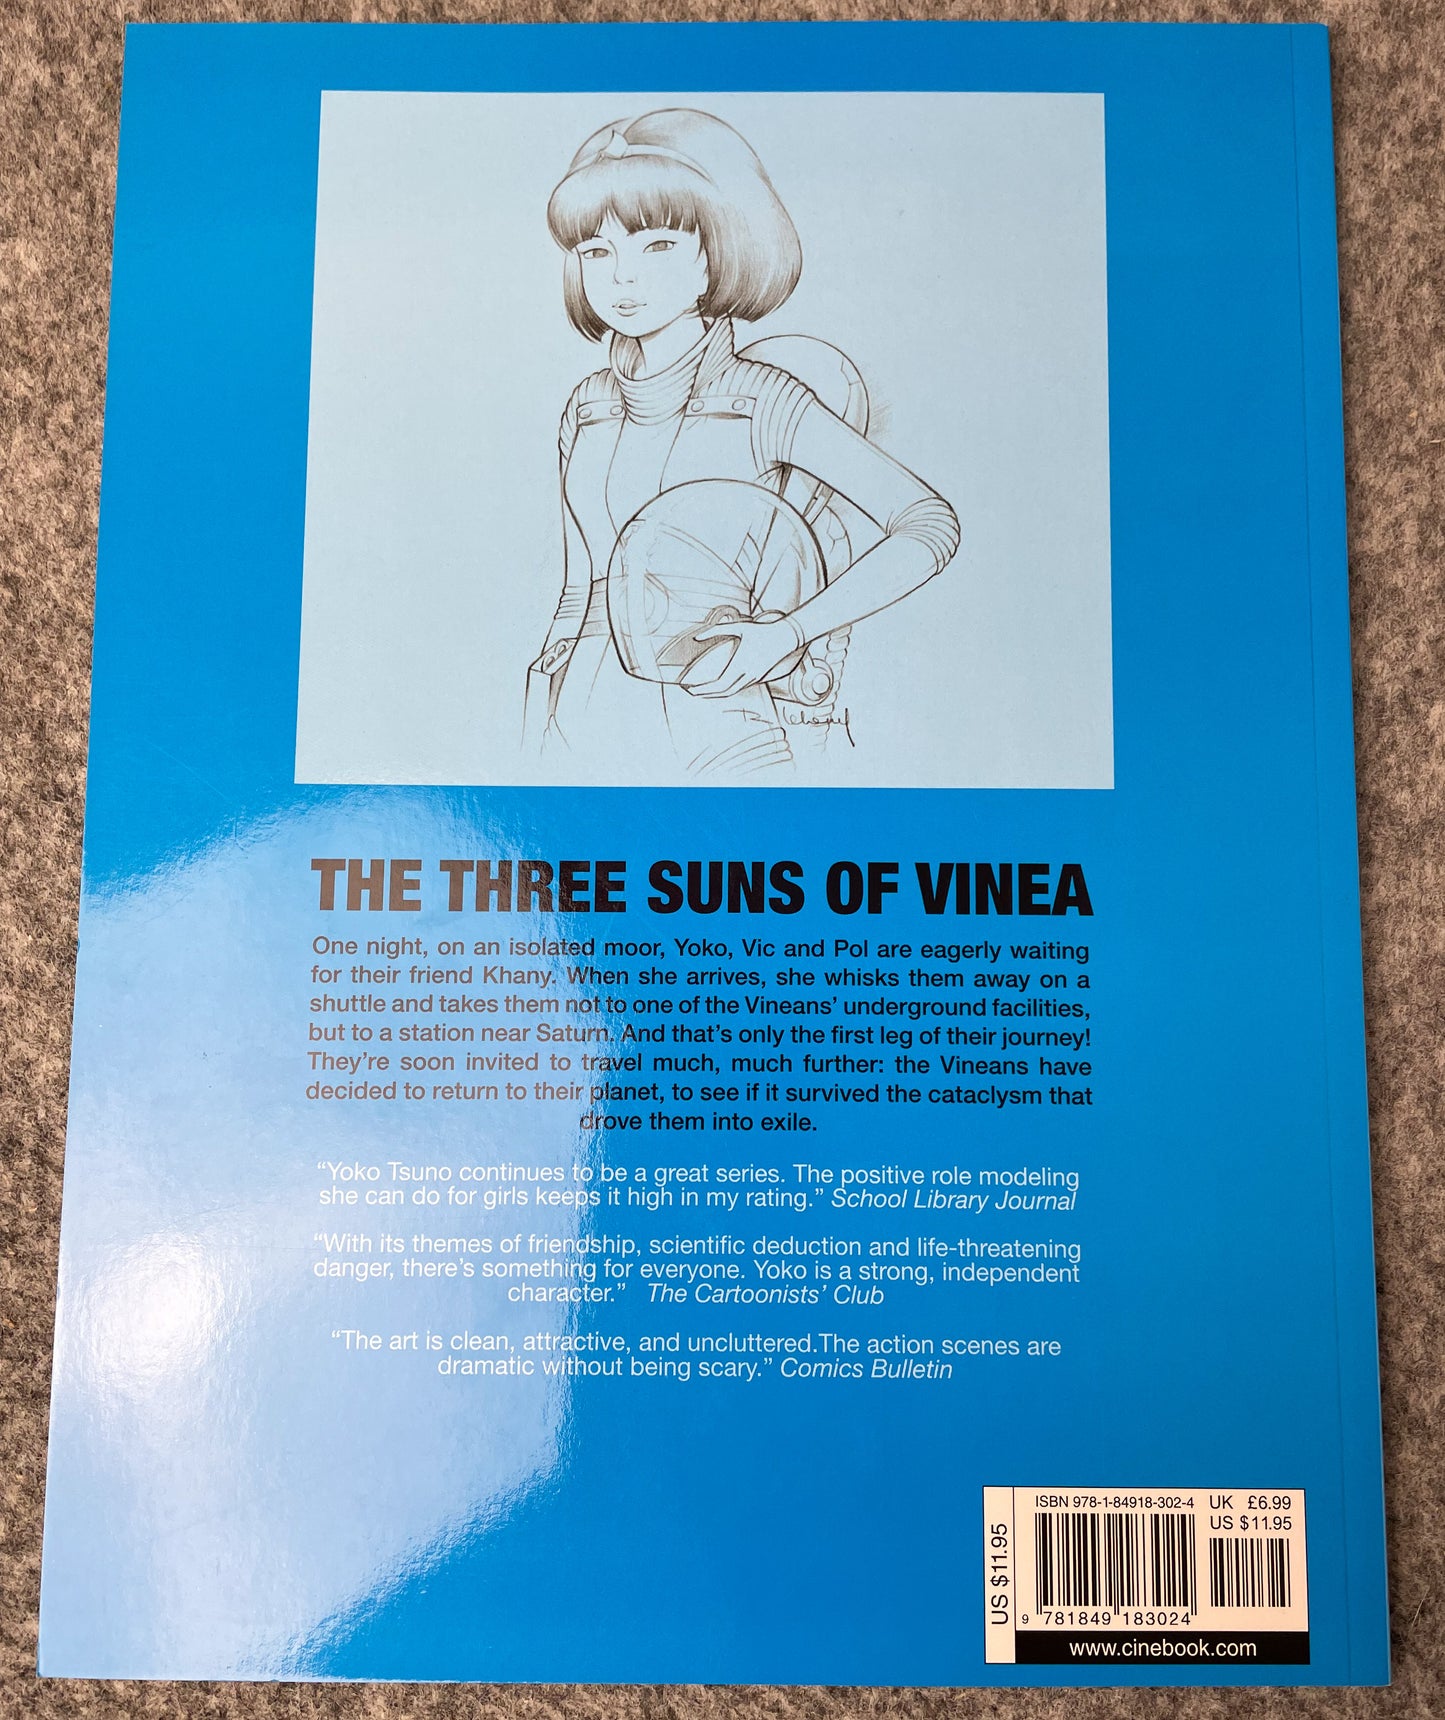 R. Leloup
THE THREE SUNS OF VINEA
One night, on an isolated moor, Yoko, Vic and Pol are eagerly waiting
for their friend Khany. When she arrives, she whisks them away on a
shuttle and takes them not to one of the Vineans’ underground facilities,
but to a station near Saturn. And that’s only the first leg of their journey!
They’re soon invited to travel much, much further: the Vineans have
decided to return to their planet, to see if it survived the cataclysm that
drove them into exile.
“Yoko Tsuno continues to be a great series. The positive role modeling
she can do for girls keeps it high in my rating.” School Library Journal
“With its themes of friendship, scientific deduction and life-threatening
danger, there’s something for everyone. Yoko is a strong, independent
character.” The Cartoonists’ Club
“The art is clean, attractive, and uncluttered.The action scenes are
dramatic without being scary.” Comics Bulletin
US $11.95
ISBN 978-1-84918-302-4 UK £6.99
US $11.95
9 781849 183024
www.cinebook.com